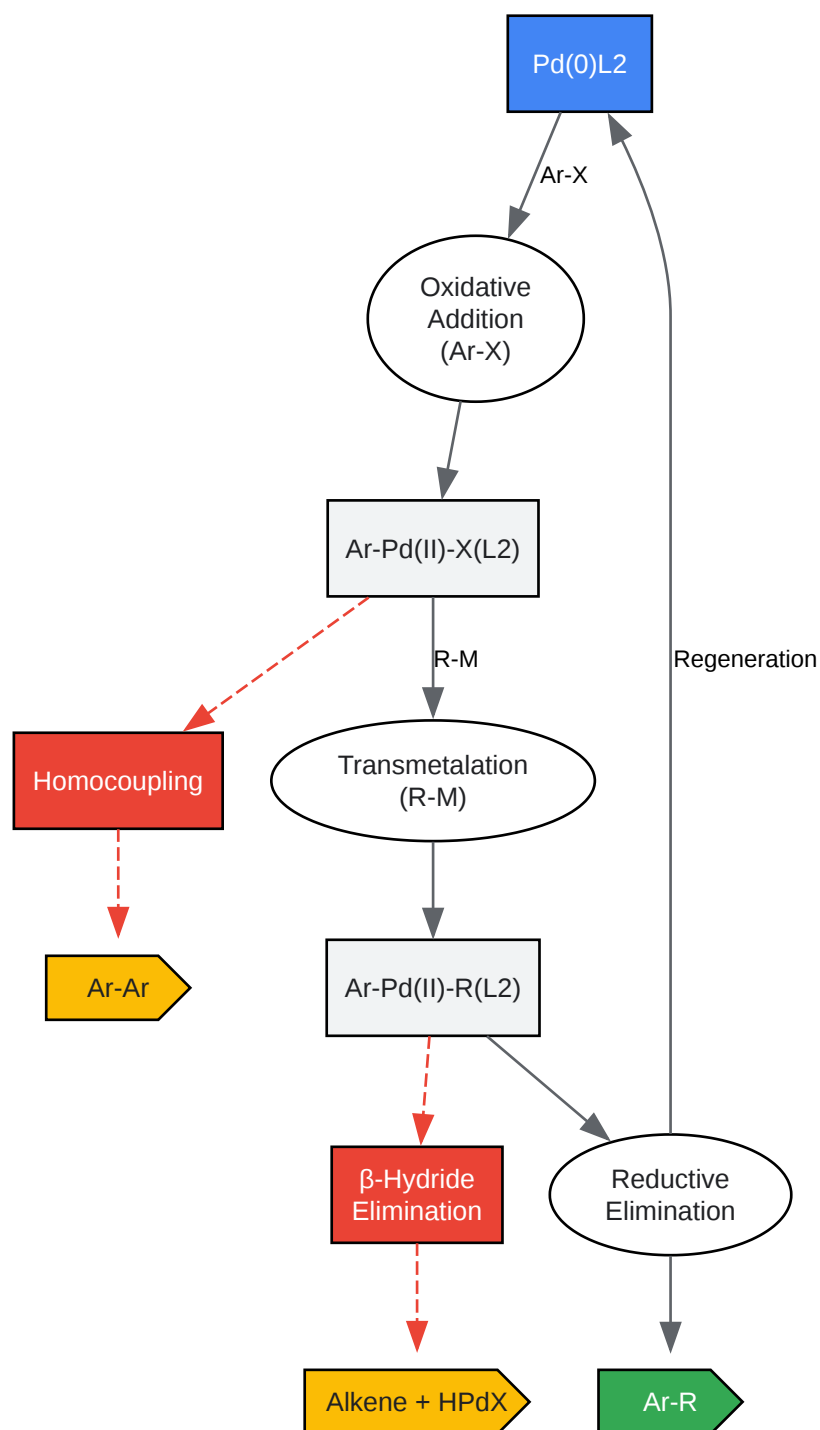 Pd(0)L2
Ar-X
Oxidative
Addition
(Ar-X)
Ar-Pd(II)-X(L2)
R-M
Regeneration
Homocoupling
Transmetalation
(R-M)
Ar-Ar
Ar-Pd(II)-R(L2)
β-Hydride
Elimination
Reductive
Elimination
Alkene + HPdX
Ar-R